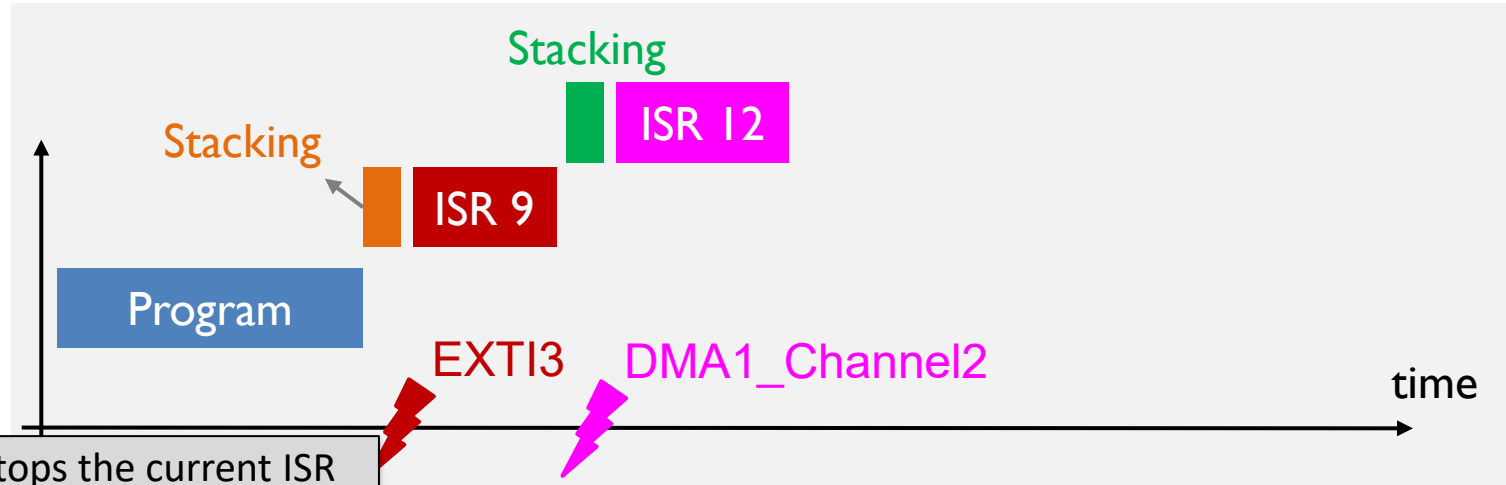 Stacking
Stacking
ISR 12
ISR 9
Program
EXTI3
DMA1_Channel2
time
tops the current ISR